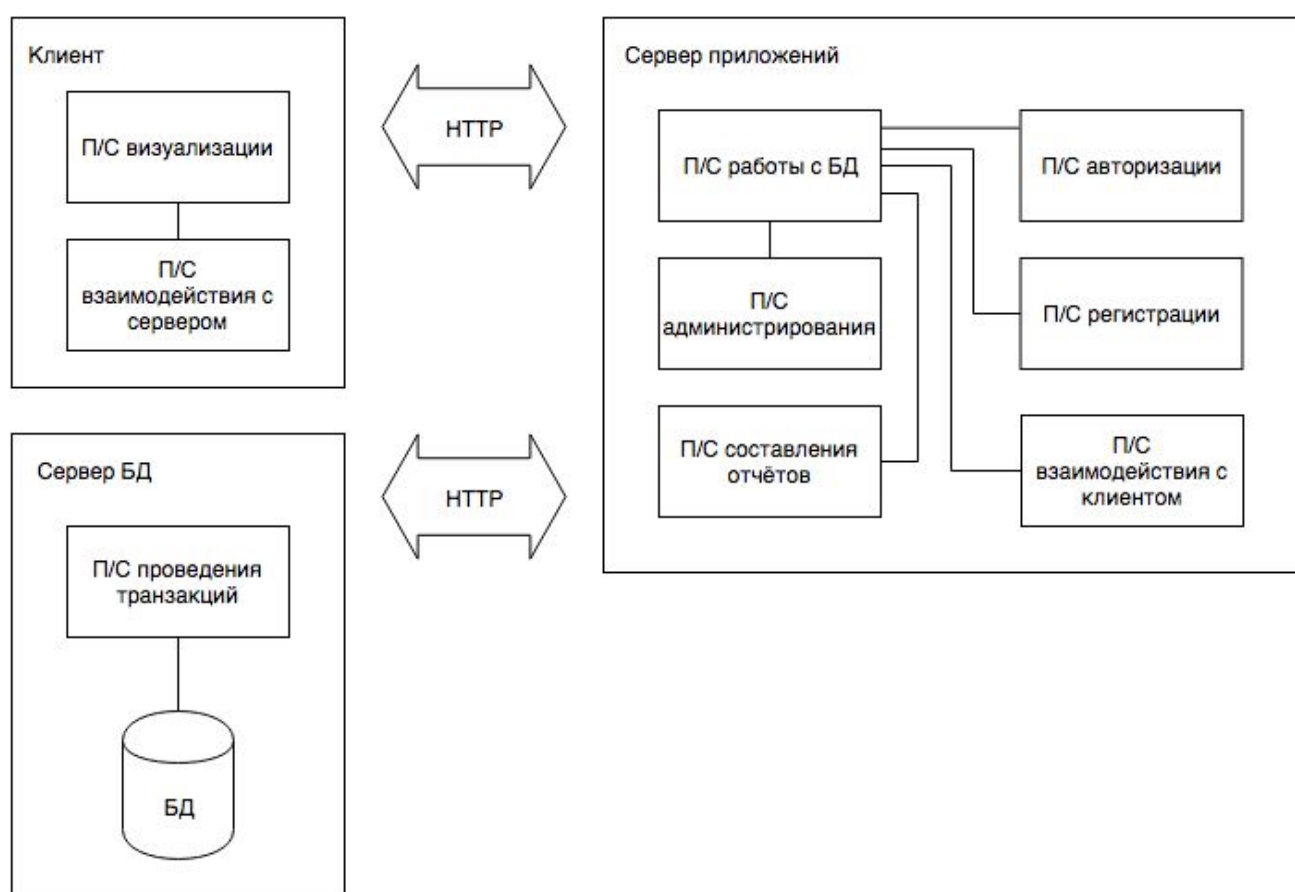 Клиент
П/С визуализации
П/С
взаимодействия с
сервером
HTTP
Сервер приложений
П/С работы с БД
П/С авторизации
П/С
администрирования
П/С регистрации
П/С составления
отчётов
П/С
взаимодействия с
клиентом
Сервер БД
П/С проведения
транзакций
БД
HTTP